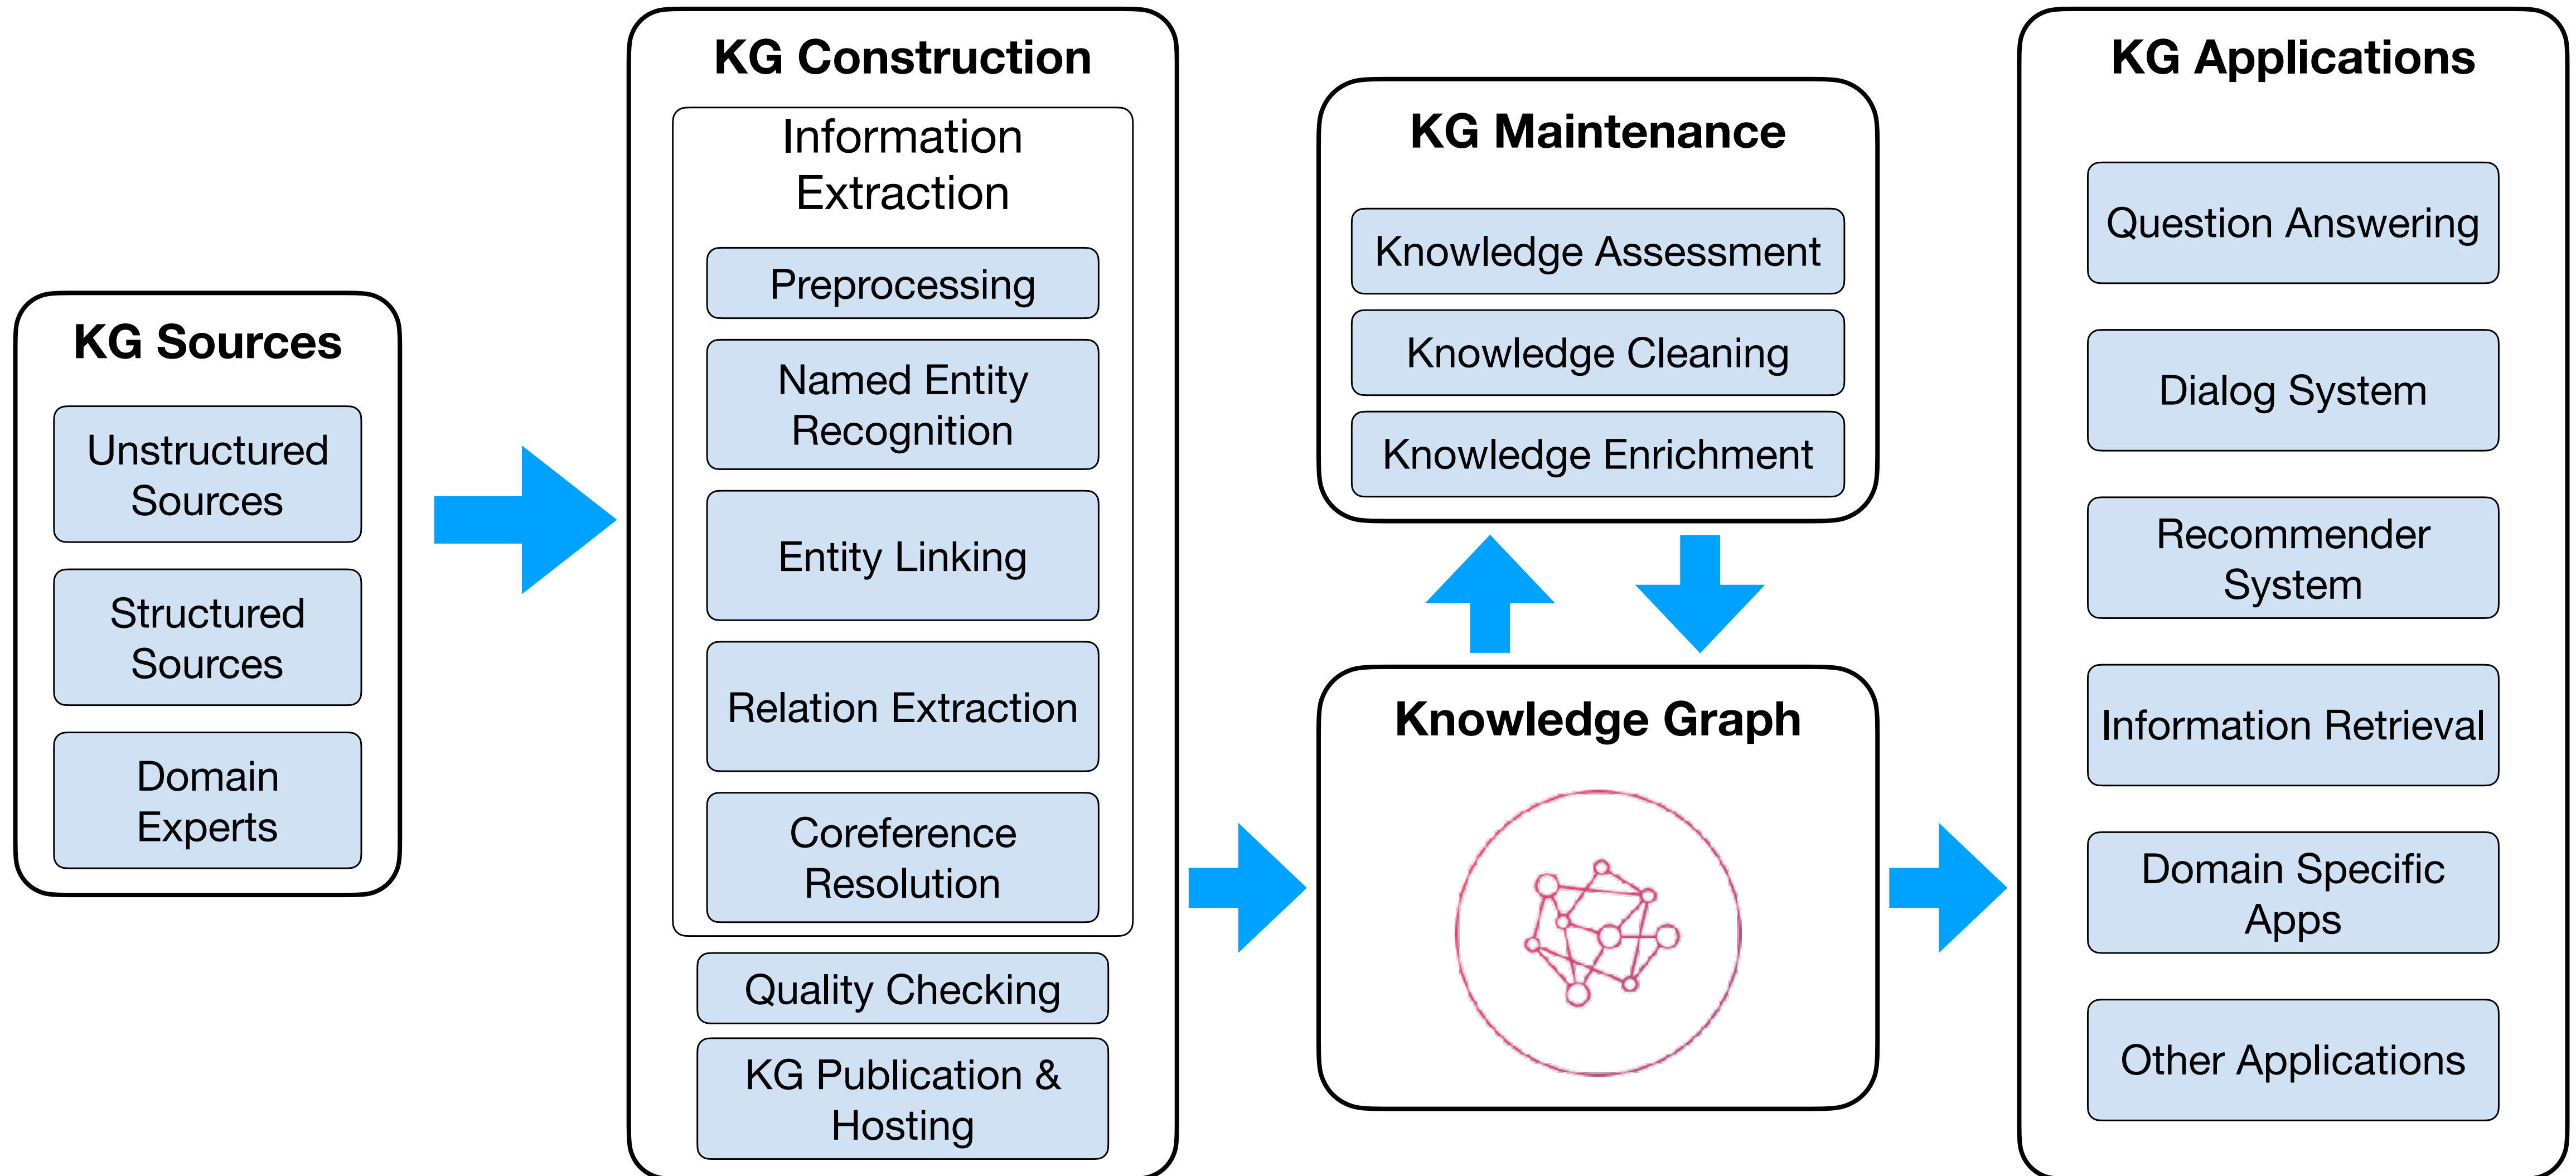 KG Sources
Unstructured
Sources
Structured
Sources
Domain
Experts
KG Construction
Information
Extraction
Preprocessing
Named Entity
Recognition
Entity Linking
Relation Extraction
Coreference
Resolution
Quality Checking
KG Publication &
Hosting
KG Maintenance
Knowledge Assessment
Knowledge Cleaning
Knowledge Enrichment
Knowledge Graph
KG Applications
Question Answering
Dialog System
Recommender
System
Information Retrieval
Domain Specific
Apps
Other Applications